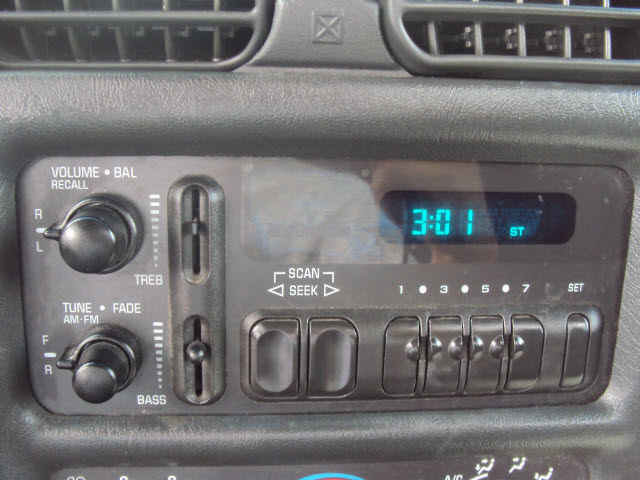 VOLUME • BAL
RECALL
R
L
TREB
3:01
ST
SCAN
SEEK
1 • 3 • 5 • 7
SET
TUNE • FADE
AM-FM
F
R
BASS
A/C